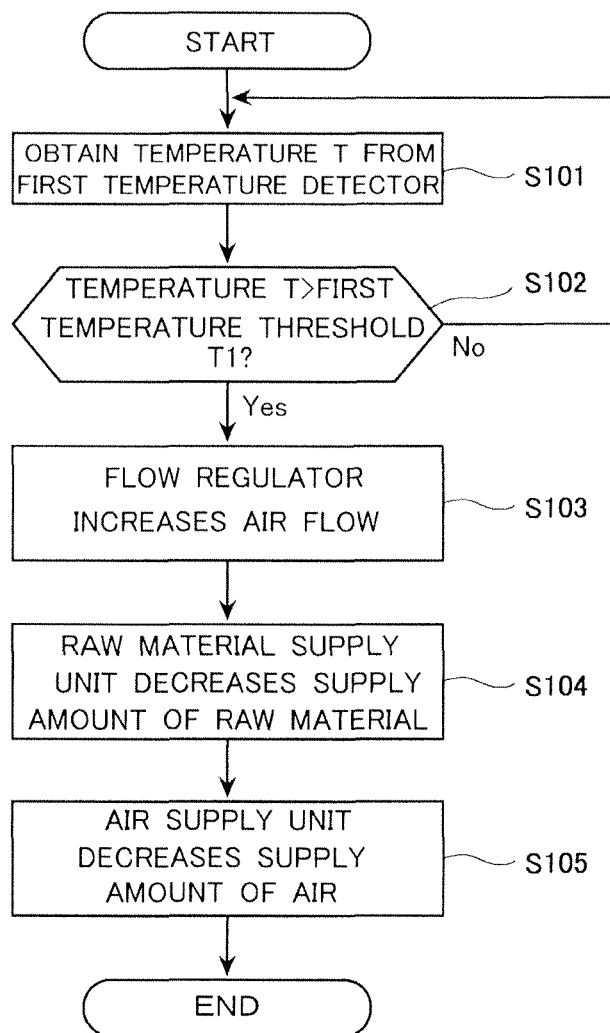 START
OBTAIN TEMPERATURE T FROM
FIRST TEMPERATURE DETECTOR
S101
TEMPERATURE T>FIRST
TEMPERATURE THRESHOLD
T1?
S102
No
Yes
FLOW REGULATOR
INCREASES AIR FLOW
S103
RAW MATERIAL SUPPLY
UNIT DECREASES SUPPLY
AMOUNT OF RAW MATERIAL
S104
AIR SUPPLY UNIT
DECREASES SUPPLY
AMOUNT OF AIR
S105
END